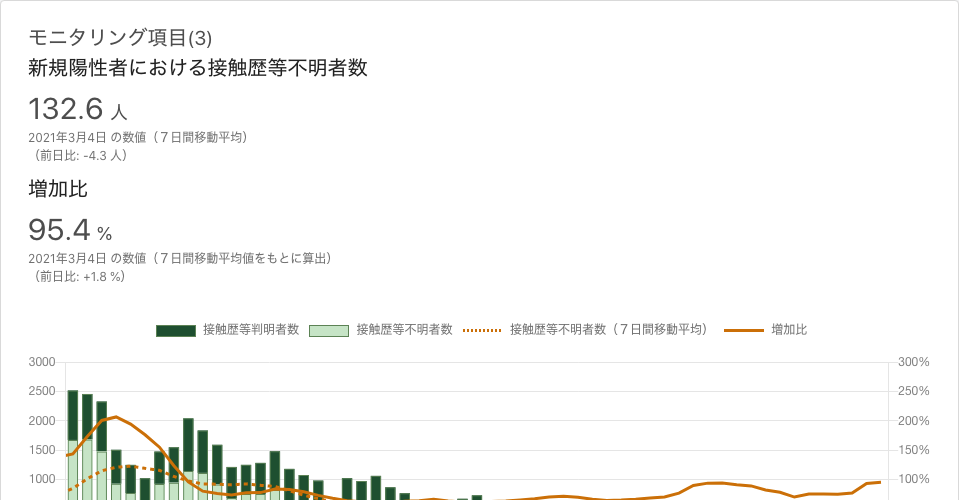 モニタリング項目(3)
新規陽性者における接触歴等不明者数
132.6 人
2021年3月4日 の数値（７日間移動平均）
（前日比: -4.3 人）
増加比
95.4 %
2021年3月4日 の数値（７日間移動平均値をもとに算出）
（前日比: +1.8 %）
接触歴等判明者数 接触歴等不明者数 接触歴等不明者数（７日間移動平均） 増加比
3000 300%
2500 250%
2000 200%
1500 150%
1000 100%